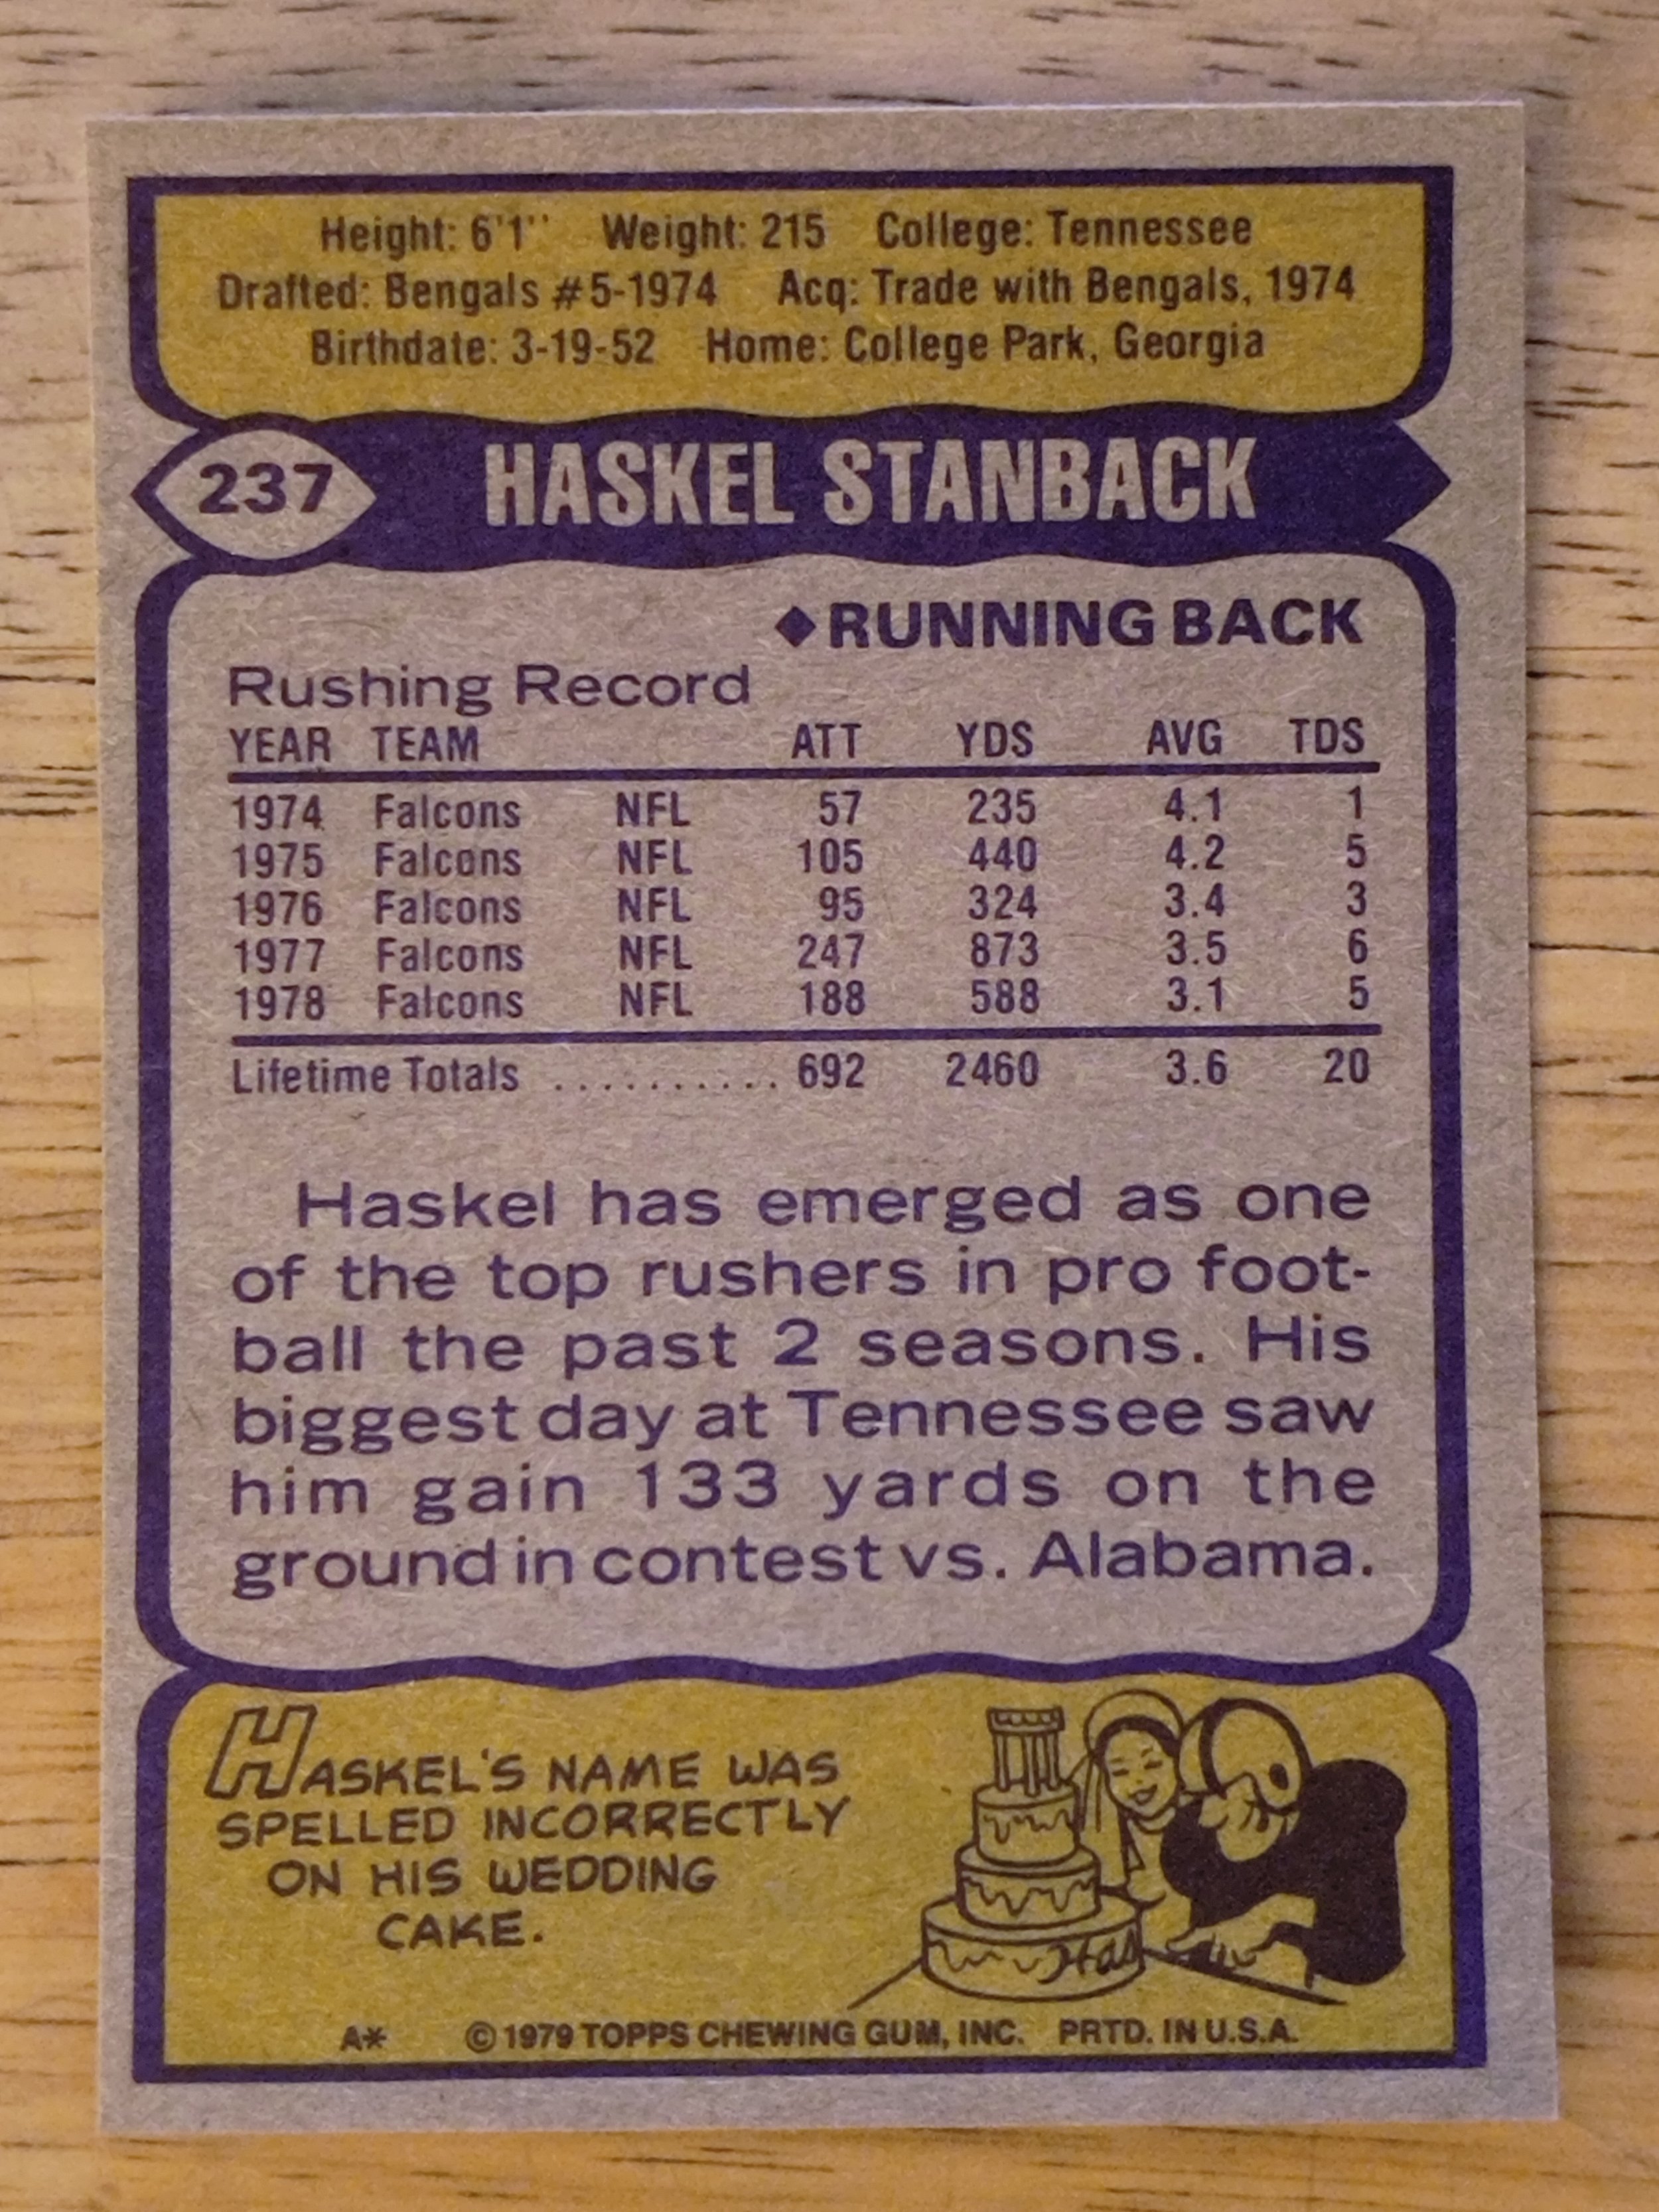 Height: 6'1'' Weight: 215 College: Tennessee
Drafted: Bengals #5-1974 Acq: Trade with Bengals, 1974
Birthdate: 3-19-52 Home: College Park, Georgia
237 HASKEL STANBACK
◆RUNNING BACK
Rushing Record
YEAR TEAM ATT YDS AVG TDS
1974 Falcons NFL 57 235 4.1 1
1975 Falcons NFL 105 440 4.2 5
1976 Falcons NFL 95 324 3.4 3
1977 Falcons NFL 247 873 3.5 6
1978 Falcons NFL 188 588 3.1 5
Lifetime Totals .......... 692 2460 3.6 20
Haskel has emerged as one
of the top rushers in pro foot-
ball the past 2 seasons. His
biggest day at Tennessee saw
him gain 133 yards on the
ground in contest vs. Alabama.
HASKEL'S NAME WAS
SPELLED INCORRECTLY
ON HIS WEDDING
CAKE.
Has
A* © 1979 TOPPS CHEWING GUM, INC. PRTD. IN U.S.A.